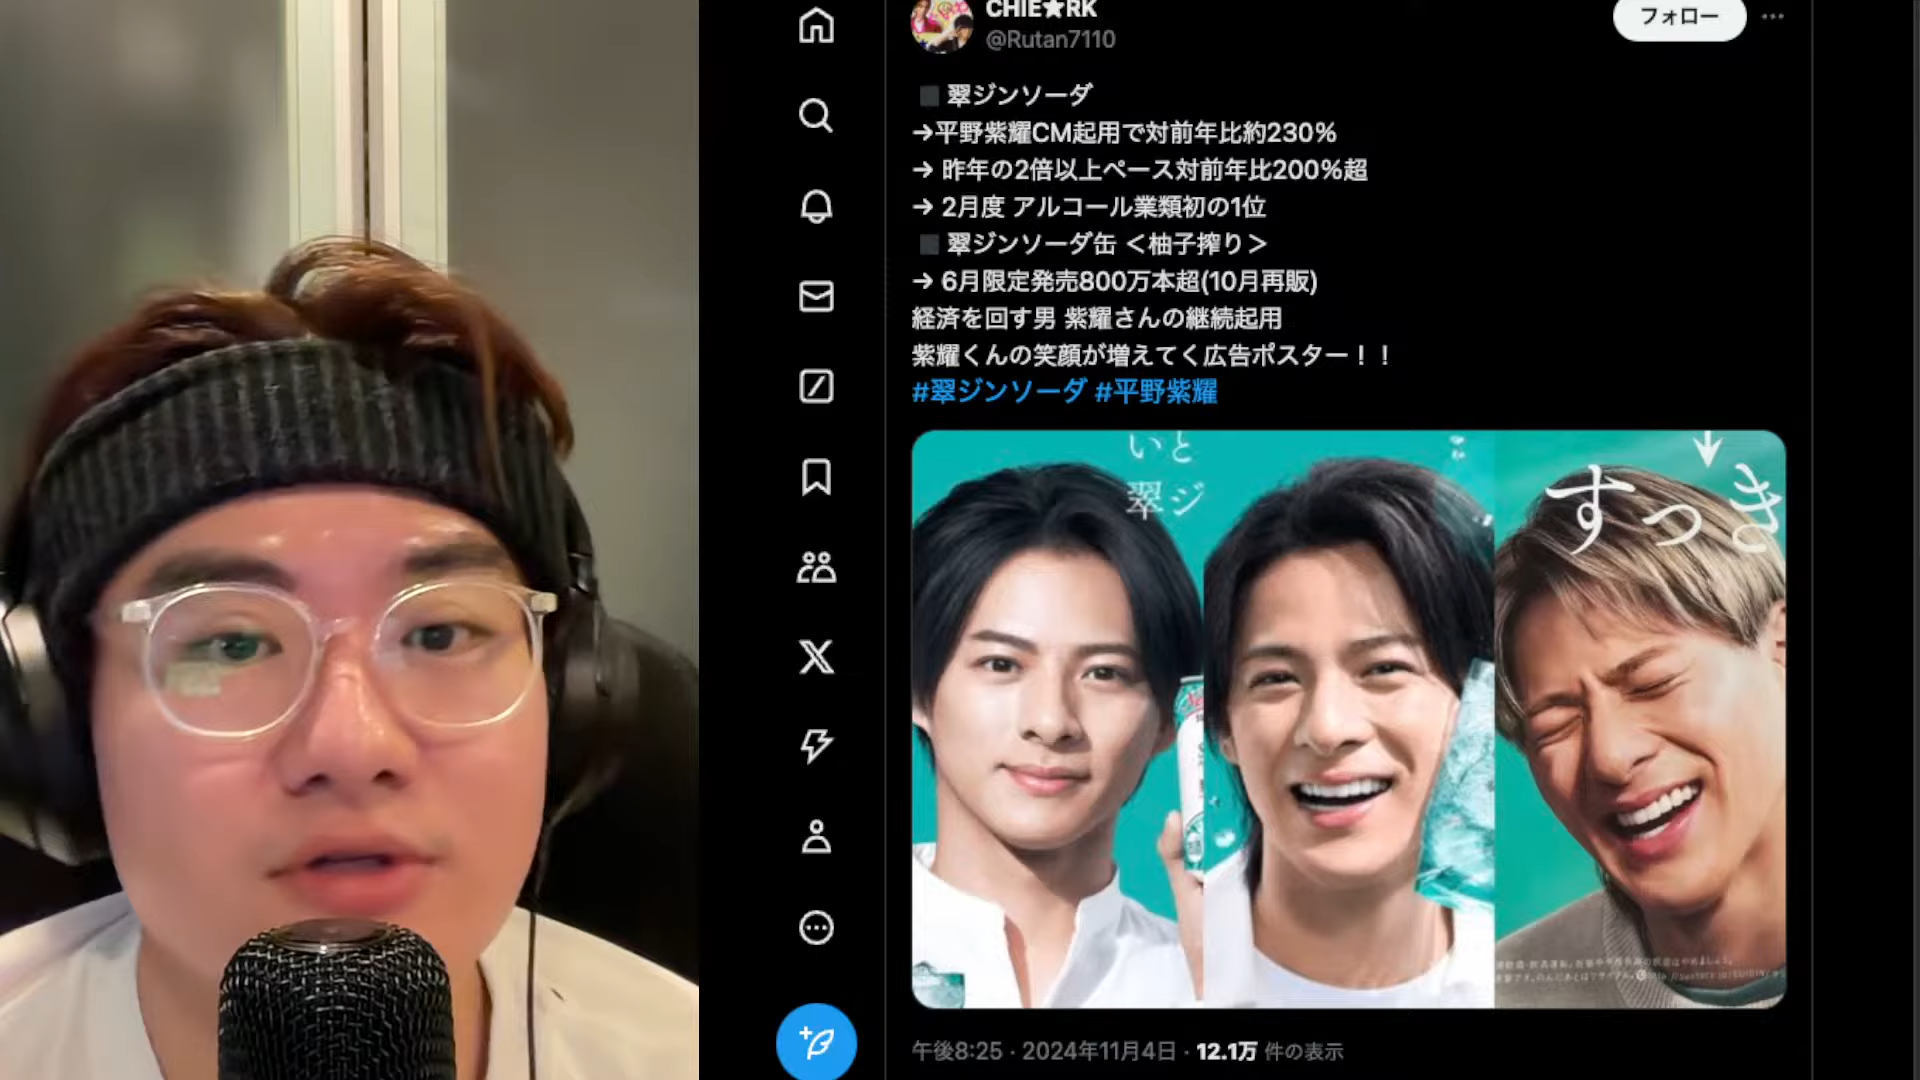 CHIE★RK
@Rutan7110
フォロー
翠ジンソーダ
→平野紫耀CM起用で対前年比約230%
→ 昨年の2倍以上ペース対前年比200%超
→ 2月度 アルコール業類初の1位
翠ジンソーダ缶 ＜柚子搾り＞
→ 6月限定発売800万本超(10月再販)
経済を回す男 紫耀さんの継続起用
紫耀くんの笑顔が増えてく広告ポスター！！
#翠ジンソーダ #平野紫耀
いと
翠ジ
こ
すっき
午後8:25 · 2024年11月4日 · 12.1万 件の表示